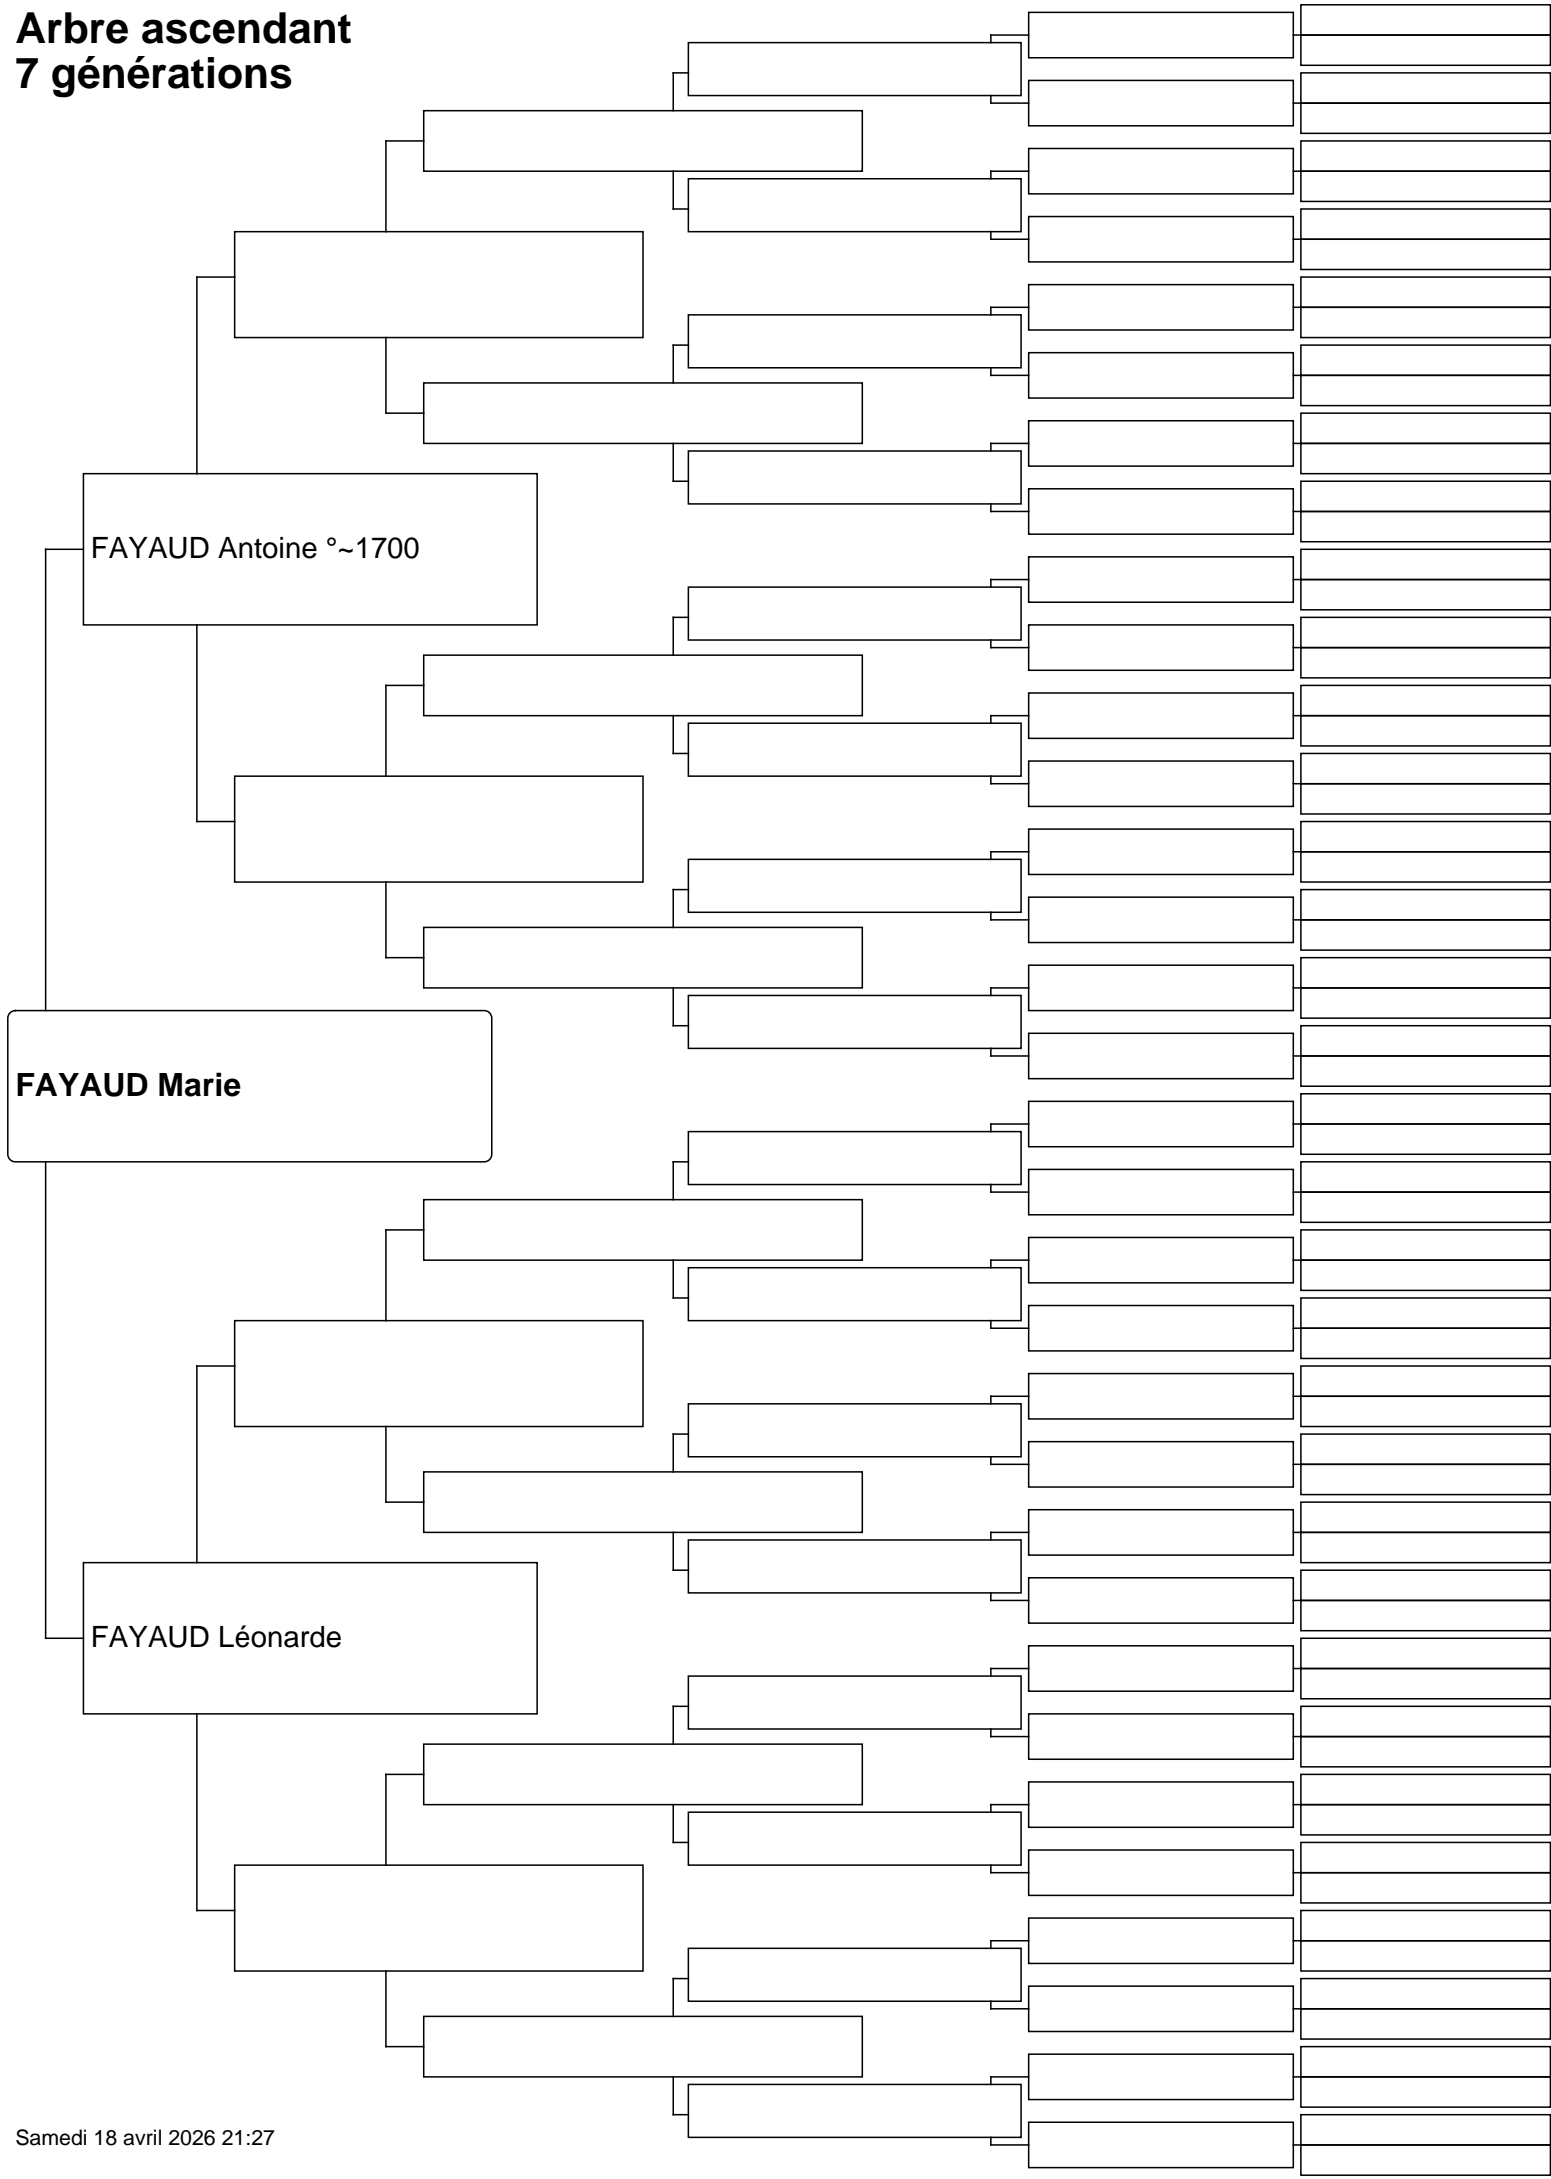 Arbre ascendant
7 générations
FAYAUD Antoine °~1700
FAYAUD Marie
FAYAUD Léonarde
Samedi 18 avril 2026 21:27